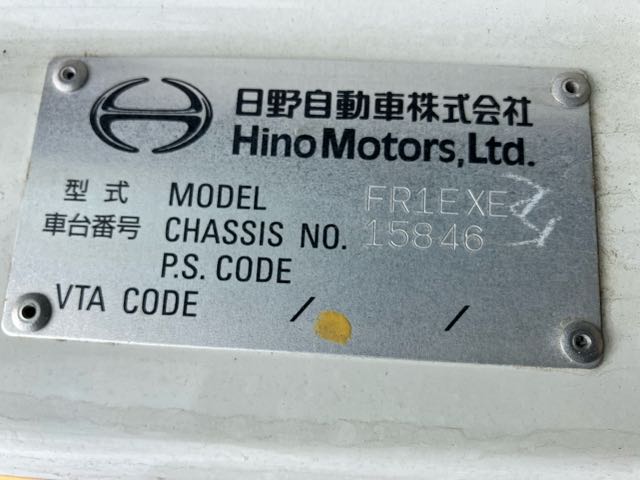 日野自動車株式会社
Hino Motors, Ltd.
型式 MODEL FR1EXE
車台番号 CHASSIS NO. 15846
P.S. CODE
VTA CODE / /